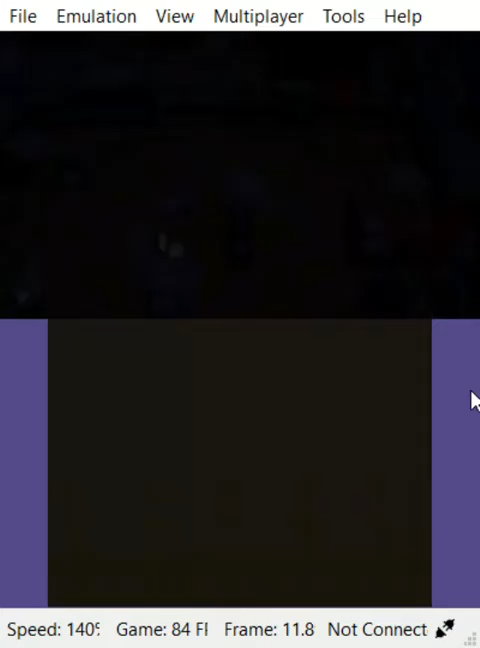 File Emulation View Multiplayer Tools Help
Speed: 140% Game: 84 FI Frame: 11.8 Not Connect